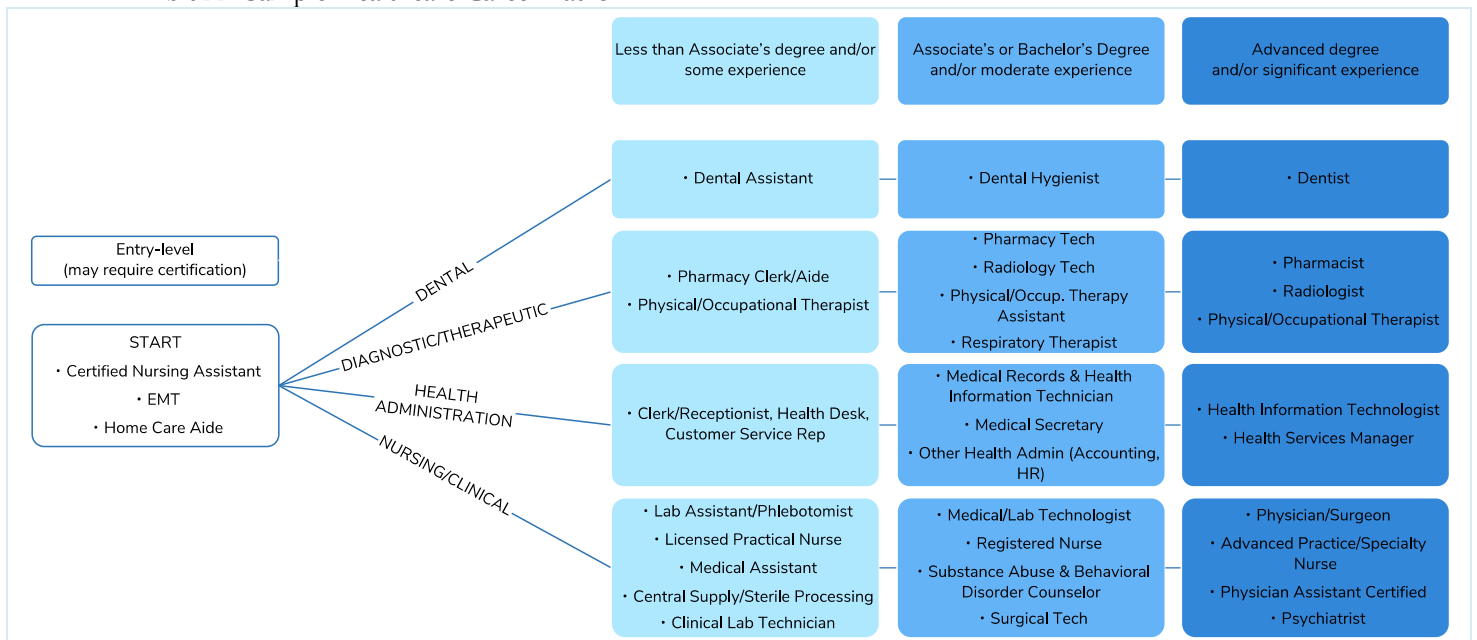 Less than Associate's degree and/or
some experience
Associate's or Bachelor's Degree
and/or moderate experience
Advanced degree
and/or significant experience
Entry-level
(may require certification)
START
· Certified Nursing Assistant
· EMT
· Home Care Aide
DENTAL
· Dental Assistant
· Dental Hygienist
· Dentist
DIAGNOSTIC/THERAPEUTIC
· Pharmacy Clerk/Aide
· Physical/Occupational Therapist
· Pharmacy Tech
· Radiology Tech
· Physical/Occup. Therapy
Assistant
· Respiratory Therapist
· Pharmacist
· Radiologist
· Physical/Occupational Therapist
HEALTH
ADMINISTRATION
· Clerk/Receptionist, Health Desk,
Customer Service Rep
· Medical Records & Health
Information Technician
· Medical Secretary
· Other Health Admin (Accounting,
HR)
· Health Information Technologist
· Health Services Manager
NURSING/CLINICAL
· Lab Assistant/Phlebotomist
· Licensed Practical Nurse
· Medical Assistant
· Central Supply/Sterile Processing
· Clinical Lab Technician
· Medical/Lab Technologist
· Registered Nurse
· Substance Abuse & Behavioral
Disorder Counselor
· Surgical Tech
· Physician/Surgeon
· Advanced Practice/Specialty
Nurse
· Physician Assistant Certified
· Psychiatrist